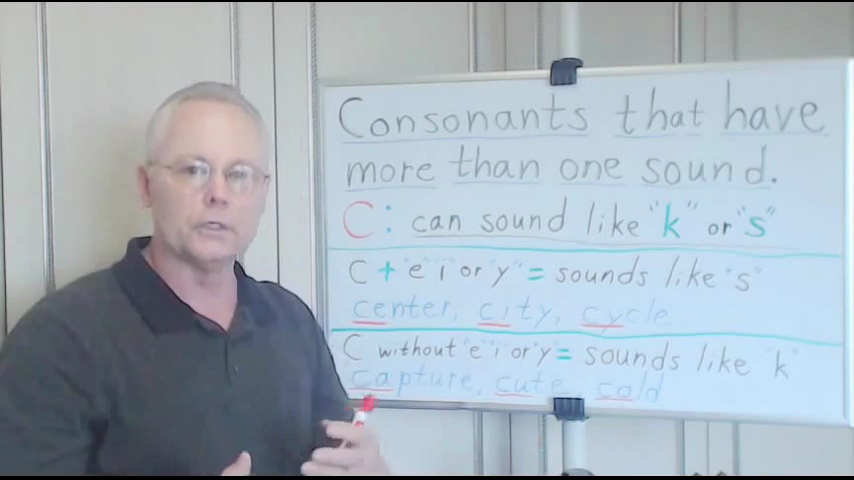 Consonants that have
more than one sound.
C: can sound like "k" or "s"
C + "e" "i" or "y" = sounds like "s"
center, city, cycle
C without "e" "i" or "y" = sounds like "k"
capture, cute, cold